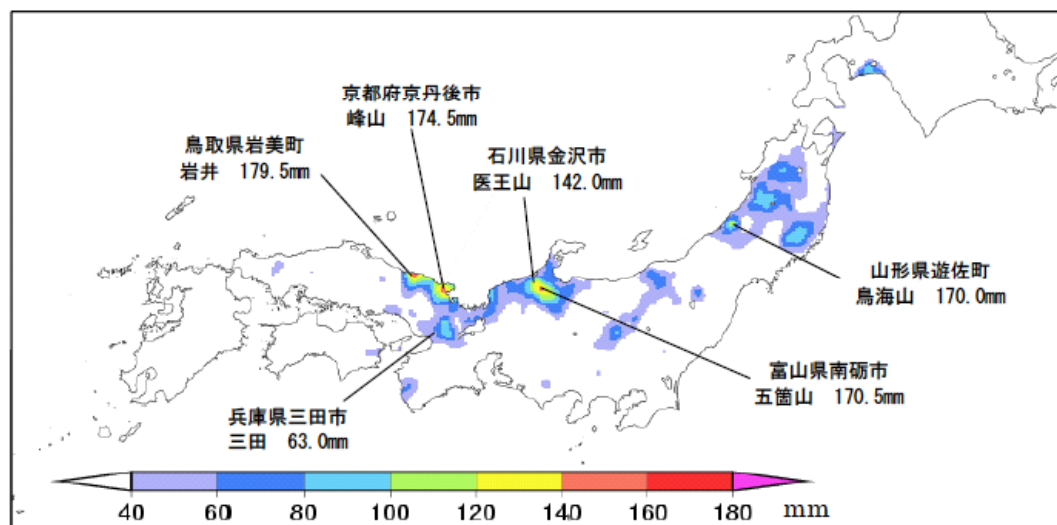 京都府京丹後市
峰山　174.5mm
鳥取県岩美町
岩井　179.5mm
石川県金沢市
医王山　142.0mm
山形県遊佐町
鳥海山　170.0mm
富山県南砺市
五箇山　170.5mm
兵庫県三田市
三田　63.0mm
40 60 80 100 120 140 160 180 mm